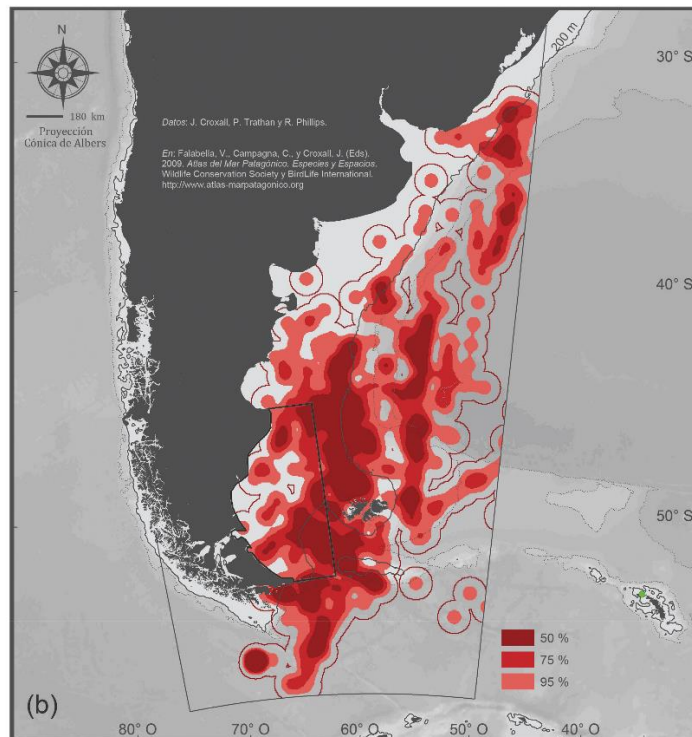 N
180 km
Proyección
Cónica de Albers
Datos: J. Croxall, P. Trathan y R. Phillips.
En: Falabella, V., Campagna, C., y Croxall, J. (Eds).
2009. Atlas del Mar Patagónico. Especies y Espacios.
Wildlife Conservation Society y BirdLife International.
http://www.atlas-marpatagonico.org
200 m
30° S
40° S
50° S
50 %
75 %
95 %
(b)
80° O
70° O
60° O
50° O
40° O